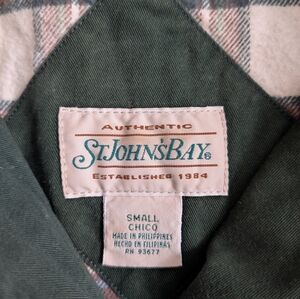 AUTHENTIC
ST. JOHN'S BAY®
ESTABLISHED 1984
SMALL
CHICO
MADE IN PHILIPPINES
HECHO EN FILIPINAS
RN 93677